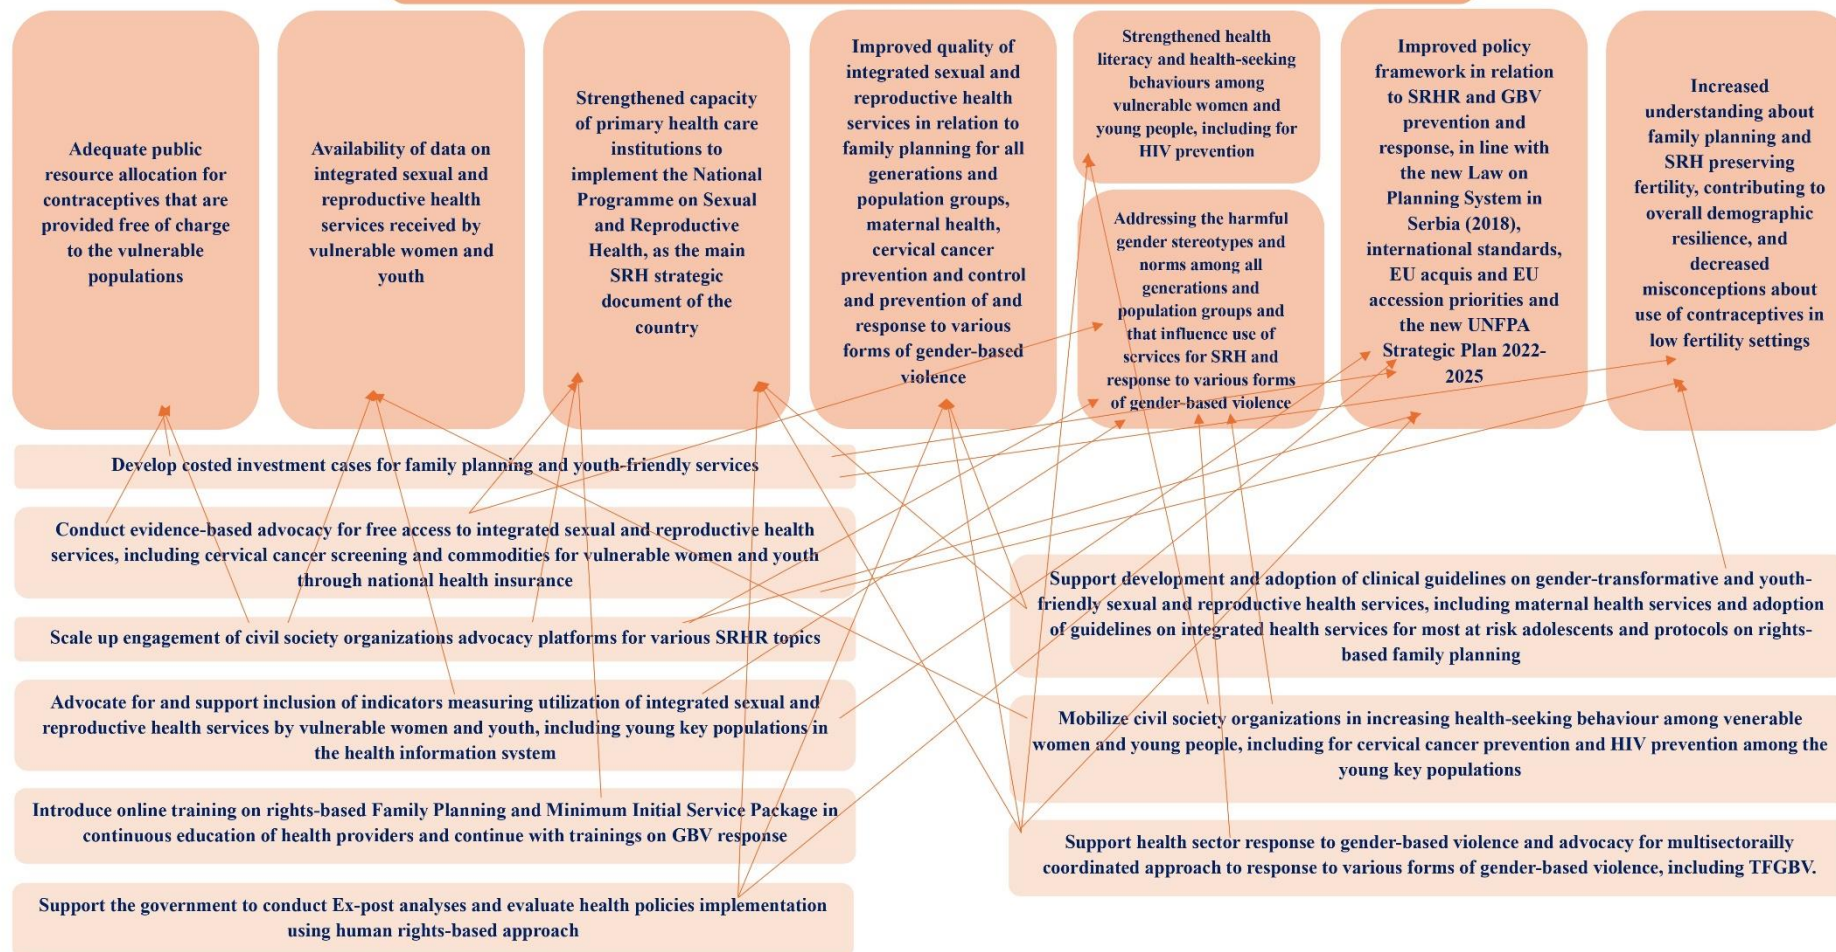 Adequate public
resource allocation for
contraceptives that are
provided free of charge
to the vulnerable
populations
Availability of data on
integrated sexual and
reproductive health
services received by
vulnerable women and
youth
Strengthened capacity
of primary health care
institutions to
implement the National
Programme on Sexual
and Reproductive
Health, as the main
SRH strategic
document of the
country
Improved quality of
integrated sexual and
reproductive health
services in relation to
family planning for all
generations and
population groups,
maternal health,
cervical cancer
prevention and control
and prevention of and
response to various
forms of gender-based
violence
Strengthened health
literacy and health-seeking
behaviours among
vulnerable women and
young people, including for
HIV prevention
Addressing the harmful
gender stereotypes and
norms among all
generations and
population groups and
that influence use of
services for SRH and
response to various forms
of gender-based violence
Improved policy
framework in relation
to SRHR and GBV
prevention and
response, in line with
the new Law on
Planning System in
Serbia (2018),
international standards,
EU acquis and EU
accession priorities and
the new UNFPA
Strategic Plan 2022-
2025
Increased
understanding about
family planning and
SRH preserving
fertility, contributing to
overall demographic
resilience, and
decreased
misconceptions about
use of contraceptives in
low fertility settings
Develop costed investment cases for family planning and youth-friendly services
Conduct evidence-based advocacy for free access to integrated sexual and reproductive health
services, including cervical cancer screening and commodities for vulnerable women and youth
through national health insurance
Scale up engagement of civil society organizations advocacy platforms for various SRHR topics
Advocate for and support inclusion of indicators measuring utilization of integrated sexual and
reproductive health services by vulnerable women and youth, including young key populations in
the health information system
Introduce online training on rights-based Family Planning and Minimum Initial Service Package in
continuous education of health providers and continue with trainings on GBV response
Support the government to conduct Ex-post analyses and evaluate health policies implementation
using human rights-based approach
Support development and adoption of clinical guidelines on gender-transformative and youth-
friendly sexual and reproductive health services, including maternal health services and adoption
of guidelines on integrated health services for most at risk adolescents and protocols on rights-
based family planning
Mobilize civil society organizations in increasing health-seeking behaviour among venerable
women and young people, including for cervical cancer prevention and HIV prevention among the
young key populations
Support health sector response to gender-based violence and advocacy for multisectorailly
coordinated approach to response to various forms of gender-based violence, including TFGBV.